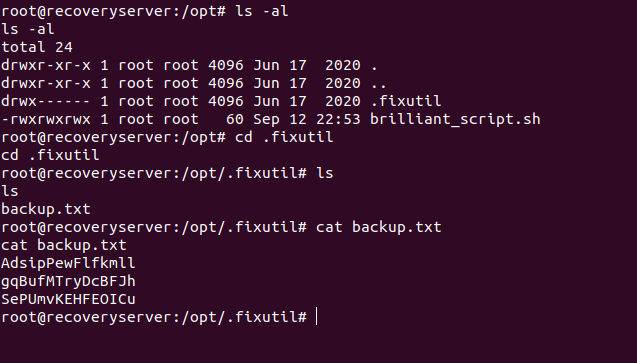 root@recoveryserver:/opt# ls -al
ls -al
total 24
drwxr-xr-x 1 root root 4096 Jun 17  2020 .
drwxr-xr-x 1 root root 4096 Jun 17  2020 ..
drwx------ 1 root root 4096 Jun 17  2020 .fixutil
-rwxrwxrwx 1 root root   60 Sep 12 22:53 brilliant_script.sh
root@recoveryserver:/opt# cd .fixutil
cd .fixutil
root@recoveryserver:/opt/.fixutil# ls
ls
backup.txt
root@recoveryserver:/opt/.fixutil# cat backup.txt
cat backup.txt
AdsipPewFlfkmll
gqBufMTryDcBFJh
SePUmvKEHFEOICu
root@recoveryserver:/opt/.fixutil#